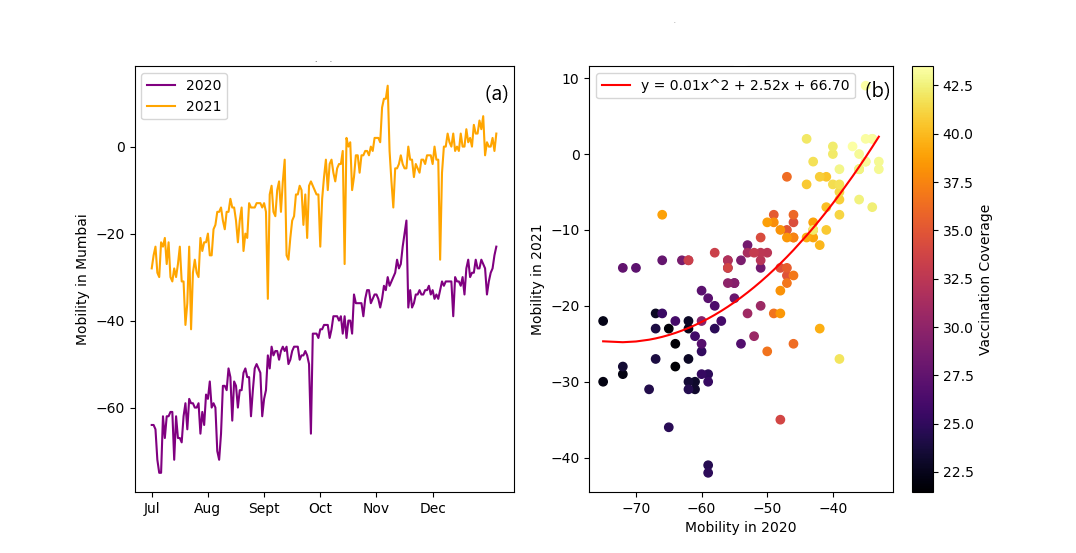 2020
2021
(a)
0
−20
−40
−60
Mobility in Mumbai
Jul Aug Sept Oct Nov Dec
y = 0.01x^2 + 2.52x + 66.70
(b)
10
0
−10
−20
−30
−40
Mobility in 2021
−70 −60 −50 −40
Mobility in 2020
42.5
40.0
37.5
35.0
32.5
30.0
27.5
25.0
22.5
Vaccination Coverage